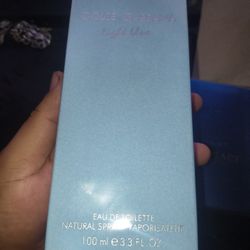 DOLCE & GABBANA
Light Blue
EAU DE TOILETTE
NATURAL SPRAY VAPORISATEUR
100 ml e 3.3 FL.OZ.